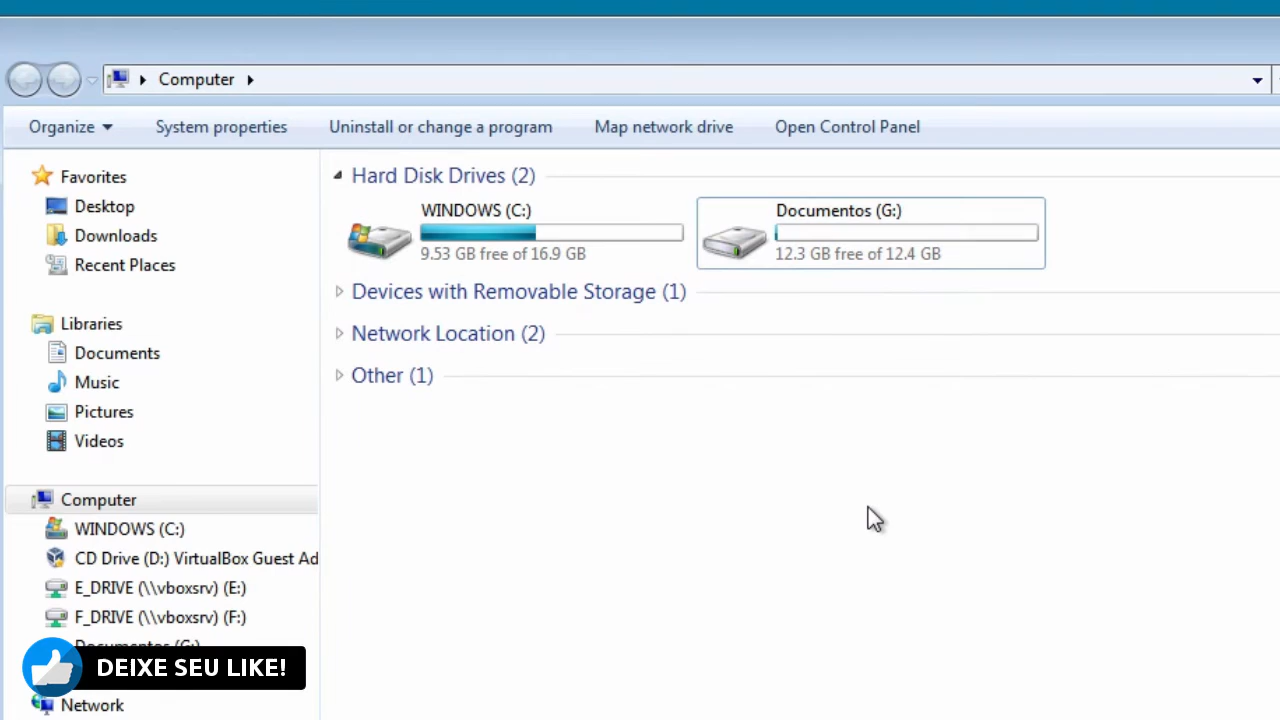 Computer
Organize
System properties
Uninstall or change a program
Map network drive
Open Control Panel
Favorites
Desktop
Downloads
Recent Places
Libraries
Documents
Music
Pictures
Videos
Computer
WINDOWS (C:)
CD Drive (D:) VirtualBox Guest Ad
E_DRIVE (\\vboxsrv) (E:)
F_DRIVE (\\vboxsrv) (F:)
Documentos (G:)
Network
Hard Disk Drives (2)
WINDOWS (C:)
9.53 GB free of 16.9 GB
Documentos (G:)
12.3 GB free of 12.4 GB
Devices with Removable Storage (1)
Network Location (2)
Other (1)
DEIXE SEU LIKE!